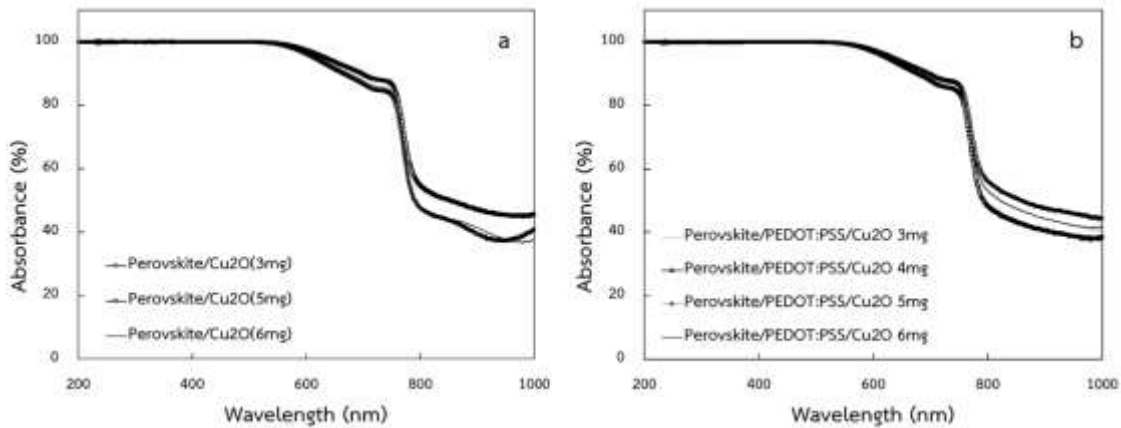 a
100
80
60
40
20
0
Absorbance (%)
Perovskite/Cu2O(3mg)
Perovskite/Cu2O(5mg)
Perovskite/Cu2O(6mg)
200 400 600 800 1000
Wavelength (nm)
b
100
80
60
40
20
0
Absorbance (%)
Perovskite/PEDOT:PSS/Cu2O 3mg
Perovskite/PEDOT:PSS/Cu2O 4mg
Perovskite/PEDOT:PSS/Cu2O 5mg
Perovskite/PEDOT:PSS/Cu2O 6mg
200 400 600 800 1000
Wavelength (nm)